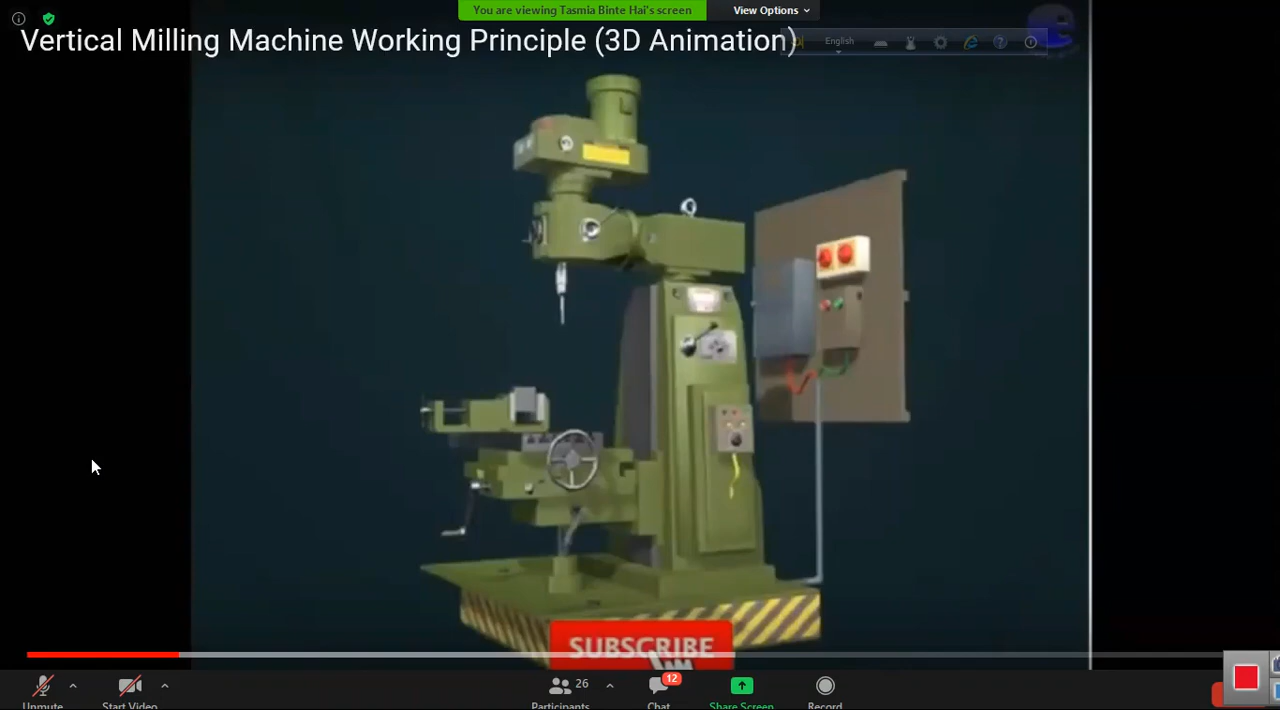 You are viewing Tasmia Binte Hai's screen
View Options
Vertical Milling Machine Working Principle (3D Animation)
English
SUBSCRIBE
Unmute
Start Video
26
Participants
12
Chat
Share Screen
Record